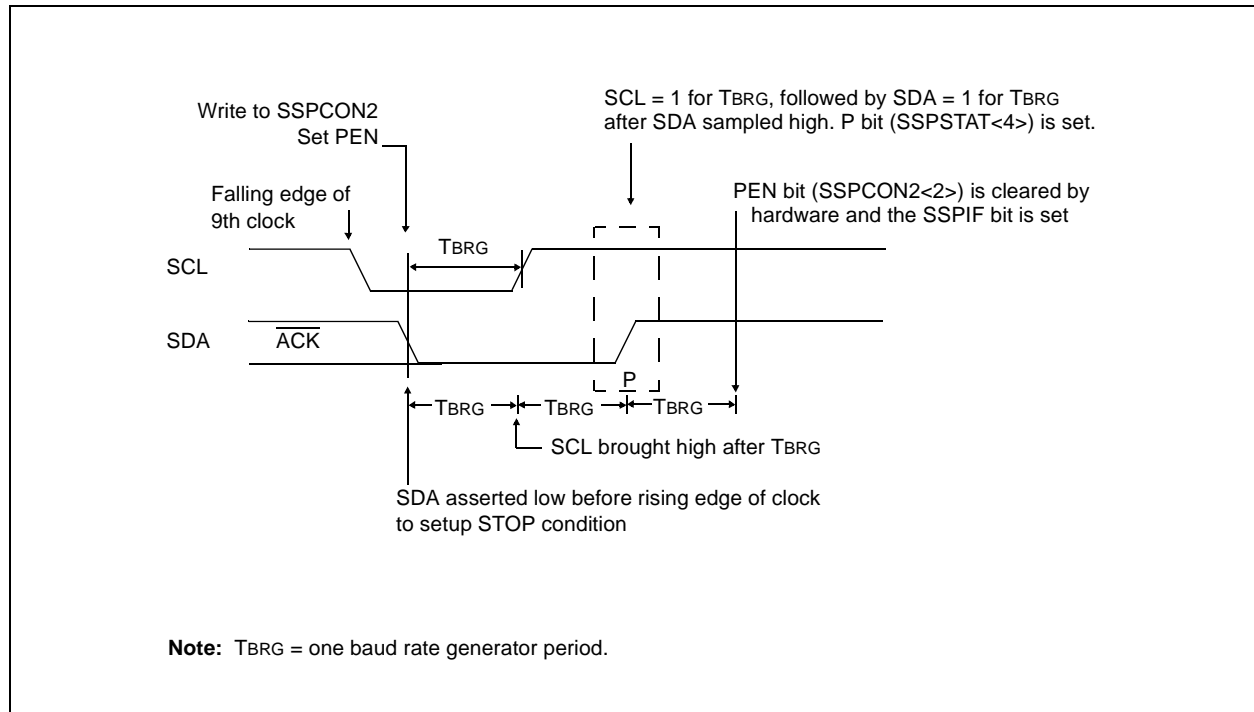 Write to SSPCON2
Set PEN
SCL = 1 for TBRG, followed by SDA = 1 for TBRG
after SDA sampled high. P bit (SSPSTAT<4>) is set.
Falling edge of
9th clock
PEN bit (SSPCON2<2>) is cleared by
hardware and the SSPIF bit is set
TBRG
SCL
SDA
ACK
P
TBRG
TBRG
TBRG
SCL brought high after TBRG
SDA asserted low before rising edge of clock
to setup STOP condition
Note: TBRG = one baud rate generator period.